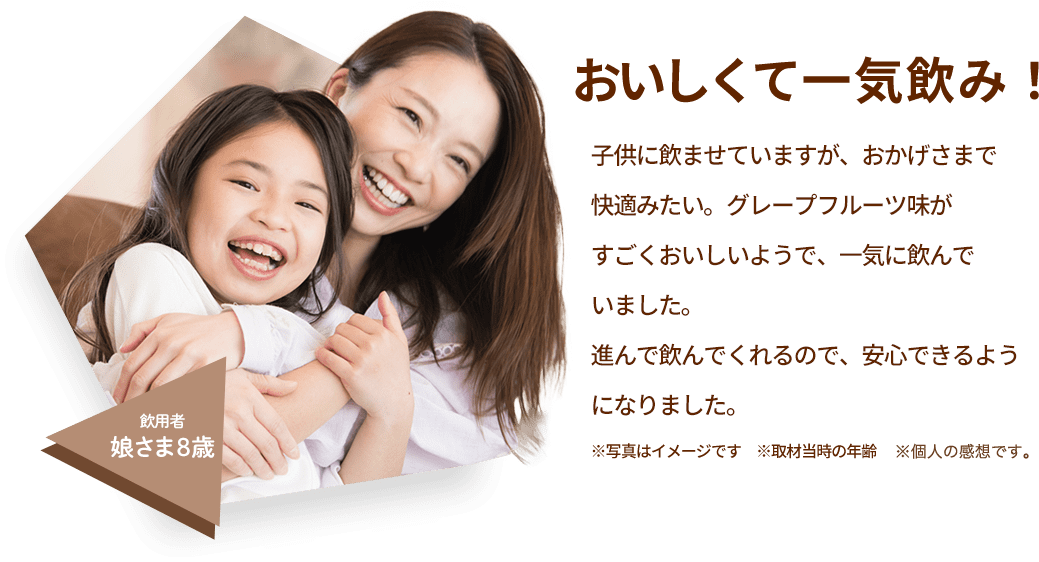 おいしくて一気飲み！
子供に飲ませていますが、おかげさまで
快適みたい。グレープフルーツ味が
すごくおいしいようで、一気に飲んで
いました。
進んで飲んでくれるので、安心できるよう
になりました。
※写真はイメージです　※取材当時の年齢　※個人の感想です。
飲用者
娘さま8歳